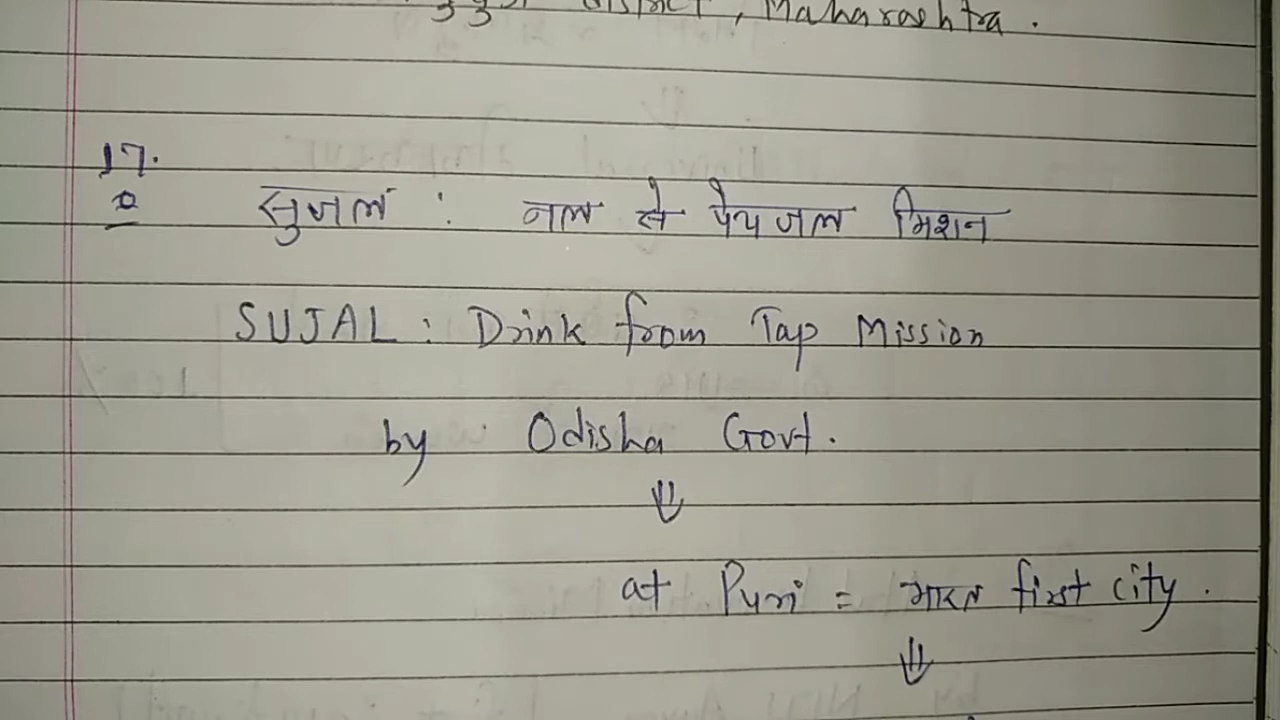 District, Maharashtra.
17.
सुजल : नल से पेयजल मिशन
SUJAL : Drink from Tap Mission
by Odisha Govt.
at Puri = भारत first city.